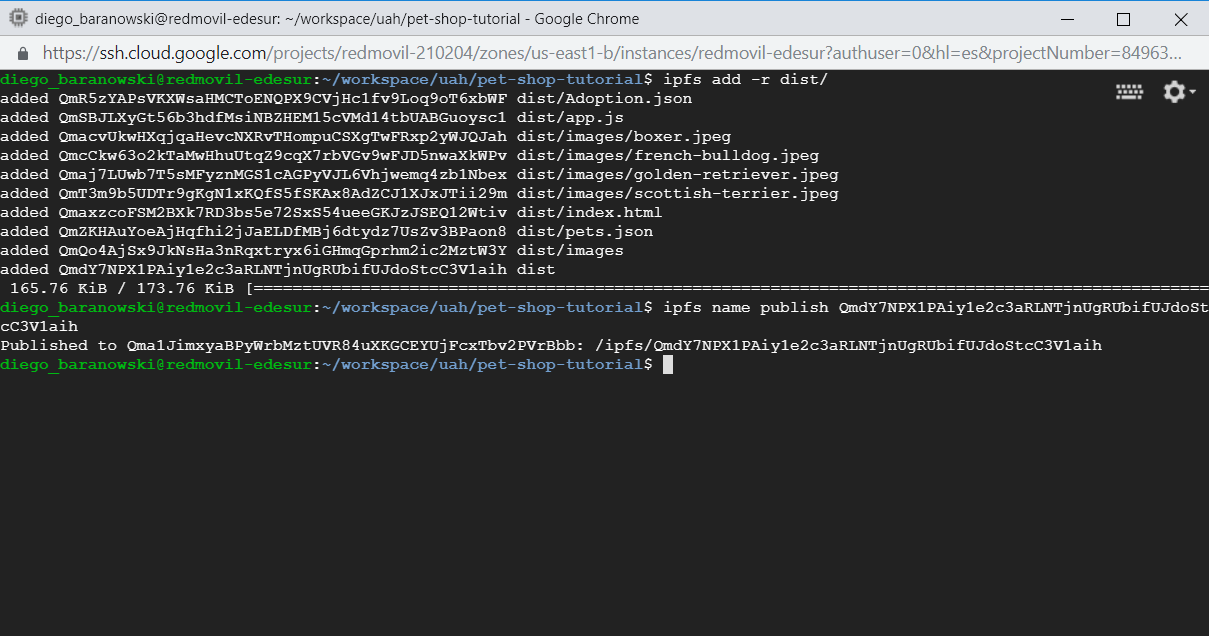 diego_baranowski@redmovil-edesur: ~/workspace/uah/pet-shop-tutorial - Google Chrome
https://ssh.cloud.google.com/projects/redmovil-210204/zones/us-east1-b/instances/redmovil-edesur?authuser=0&hl=es&projectNumber=84963...
diego_baranowski@redmovil-edesur:~/workspace/uah/pet-shop-tutorial$ ipfs add -r dist/
added QmR5zYAPsVKXWsaHMCToENQPX9CVjHc1fv9Loq9oT6xbWF dist/Adoption.json
added QmSBJLXyGt56b3hdfMsiNBZHEM15cVMd14tbUABGuoysc1 dist/app.js
added QmacvUkwHXqjqaHevcNXRvTHompuCSXgTwFRxp2yWJQJah dist/images/boxer.jpeg
added QmcCkw63o2kTaMwHhuUtqZ9cqX7rbVGv9wFJD5nwaXkWPv dist/images/french-bulldog.jpeg
added Qmaj7LUwb7T5sMFyznMGS1cAGPyVJL6Vhjwemq4zb1Nbex dist/images/golden-retriever.jpeg
added QmT3m9b5UDTr9gKgN1xKQfS5fSKAx8AdZCJ1XJxJTii29m dist/images/scottish-terrier.jpeg
added QmaxzcoFSM2BXk7RD3bs5e72SxS54ueeGKJzJSEQ12Wtiv dist/index.html
added QmZKHAuYoeAjHqfhi2jJaELDfMBj6dtydz7UsZv3BPaon8 dist/pets.json
added QmQo4AjSx9JkNsHa3nRqxtryx6iGHmqGprhm2ic2MztW3Y dist/images
added QmdY7NPX1PAiy1e2c3aRLNTjnUgRUbifUJdoStcC3V1aih dist
165.76 KiB / 173.76 KiB [==================================================================================================
diego_baranowski@redmovil-edesur:~/workspace/uah/pet-shop-tutorial$ ipfs name publish QmdY7NPX1PAiy1e2c3aRLNTjnUgRUbifUJdoSt
cC3V1aih
Published to Qma1JimxyaBPyWrbMztUVR84uXKGCEYUjFcxTbv2PVrBbb: /ipfs/QmdY7NPX1PAiy1e2c3aRLNTjnUgRUbifUJdoStcC3V1aih
diego_baranowski@redmovil-edesur:~/workspace/uah/pet-shop-tutorial$